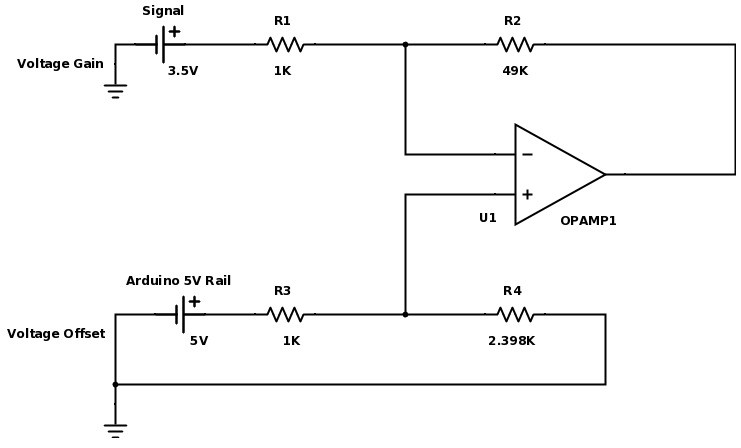 Signal
+
R1
R2
Voltage Gain
3.5V
1K
49K
−
+
U1
OPAMP1
Arduino 5V Rail
+
R3
R4
Voltage Offset
5V
1K
2.398K